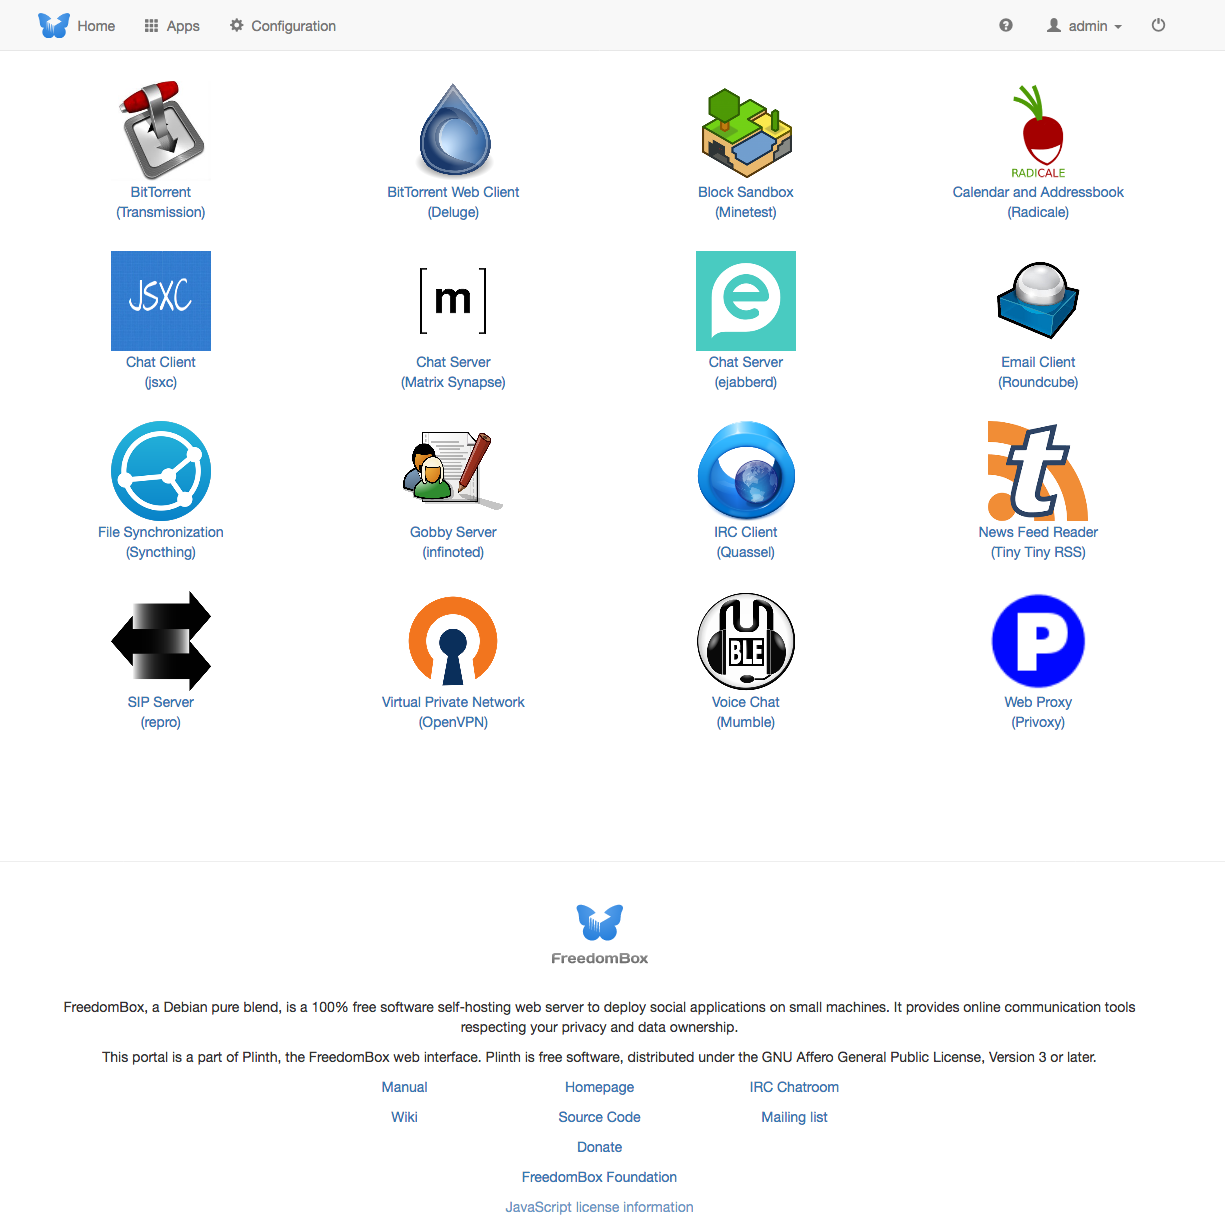 Home Apps Configuration admin
RADICALE
BitTorrent BitTorrent Web Client Block Sandbox Calendar and Addressbook
(Transmission) (Deluge) (Minetest) (Radicale)
JSXC [m] e
Chat Client Chat Server Chat Server Email Client
(jsxc) (Matrix Synapse) (ejabberd) (Roundcube)
t
File Synchronization Gobby Server IRC Client News Feed Reader
(Syncthing) (infinoted) (Quassel) (Tiny Tiny RSS)
BLE P
SIP Server Virtual Private Network Voice Chat Web Proxy
(repro) (OpenVPN) (Mumble) (Privoxy)
FreedomBox
FreedomBox, a Debian pure blend, is a 100% free software self-hosting web server to deploy social applications on small machines. It provides online communication tools
respecting your privacy and data ownership.
This portal is a part of Plinth, the FreedomBox web interface. Plinth is free software, distributed under the GNU Affero General Public License, Version 3 or later.
Manual Homepage IRC Chatroom
Wiki Source Code Mailing list
Donate
FreedomBox Foundation
JavaScript license information